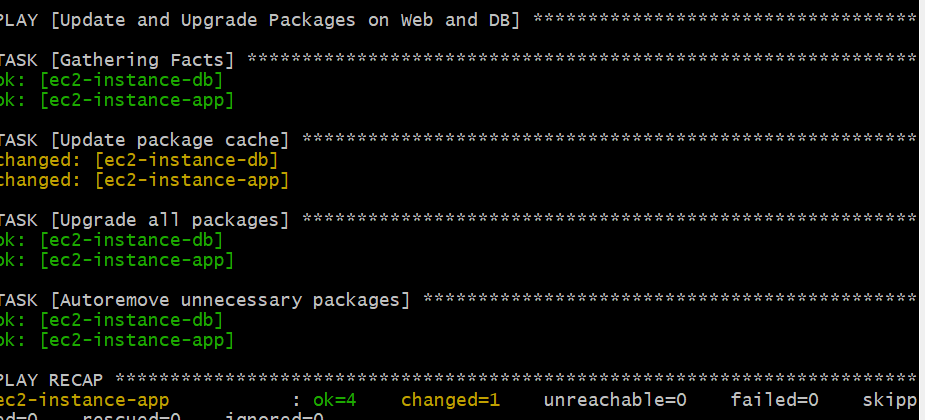 PLAY [Update and Upgrade Packages on Web and DB] ***********************************
TASK [Gathering Facts] *************************************************************
ok: [ec2-instance-db]
ok: [ec2-instance-app]
TASK [Update package cache] ********************************************************
changed: [ec2-instance-db]
changed: [ec2-instance-app]
TASK [Upgrade all packages] ********************************************************
ok: [ec2-instance-db]
ok: [ec2-instance-app]
TASK [Autoremove unnecessary packages] *********************************************
ok: [ec2-instance-db]
ok: [ec2-instance-app]
PLAY RECAP *************************************************************************
ec2-instance-app : ok=4 changed=1 unreachable=0 failed=0 skipp
ed=0 rescued=0 ignored=0